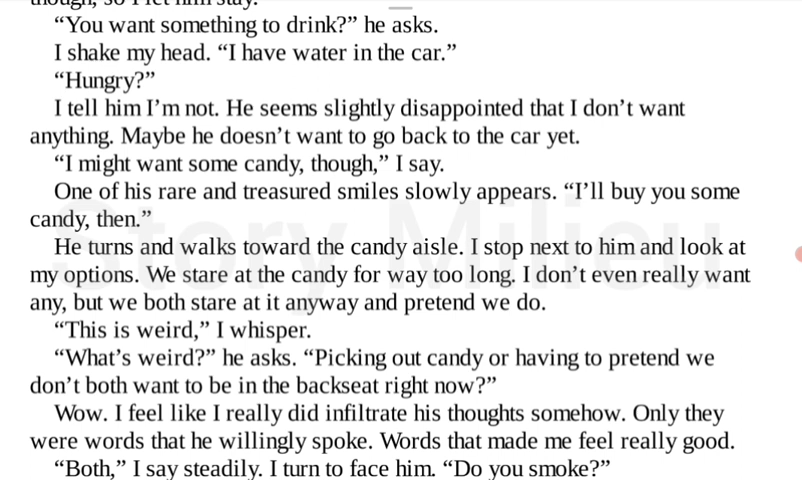 though, so I let him stay.
“You want something to drink?” he asks.
I shake my head. “I have water in the car.”
“Hungry?”
I tell him I’m not. He seems slightly disappointed that I don’t want
anything. Maybe he doesn’t want to go back to the car yet.
“I might want some candy, though,” I say.
One of his rare and treasured smiles slowly appears. “I’ll buy you some
candy, then.”
He turns and walks toward the candy aisle. I stop next to him and look at
my options. We stare at the candy for way too long. I don’t even really want
any, but we both stare at it anyway and pretend we do.
“This is weird,” I whisper.
“What’s weird?” he asks. “Picking out candy or having to pretend we
don’t both want to be in the backseat right now?”
Wow. I feel like I really did infiltrate his thoughts somehow. Only they
were words that he willingly spoke. Words that made me feel really good.
“Both,” I say steadily. I turn to face him. “Do you smoke?”
Story Milieu